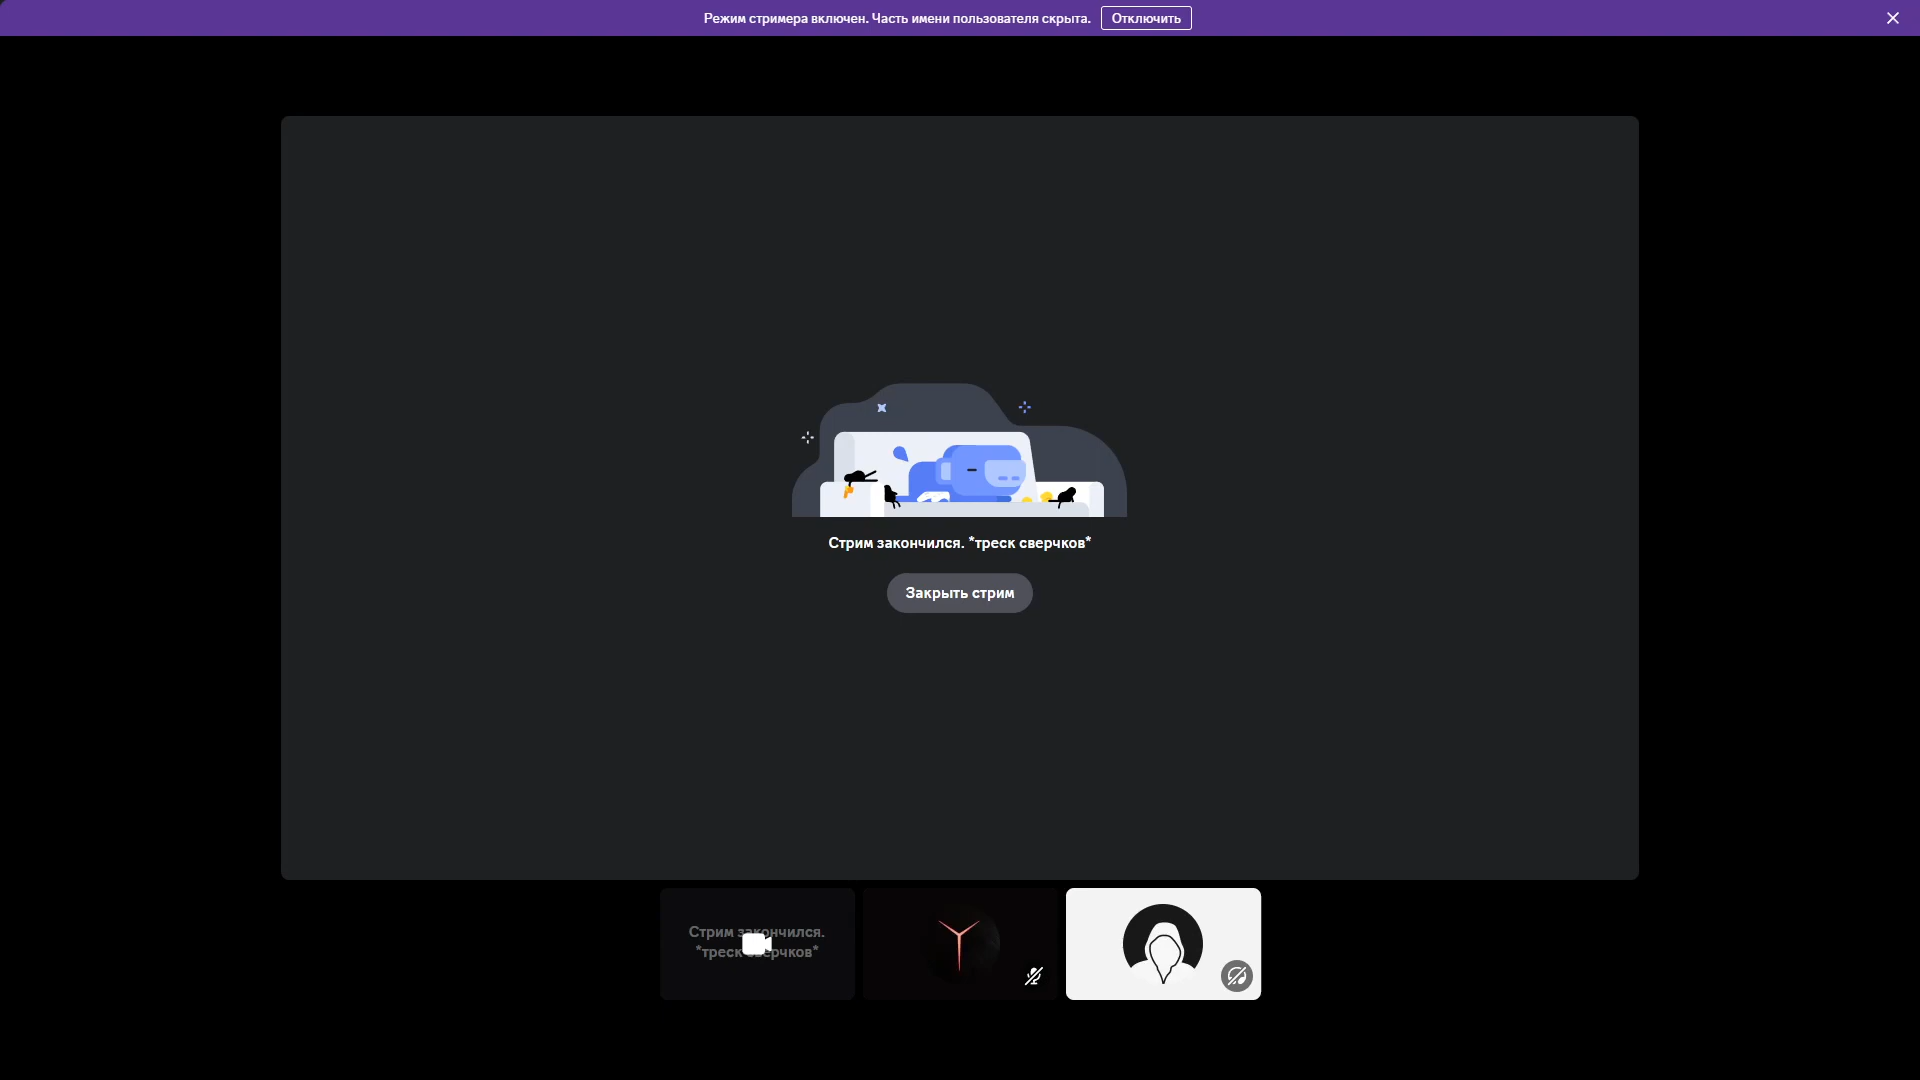 Режим стримера включен. Часть имени пользователя скрыта. Отключить
Стрим закончился. *треск сверчков*
Закрыть стрим
Стрим закончился.
*треск сверчков*